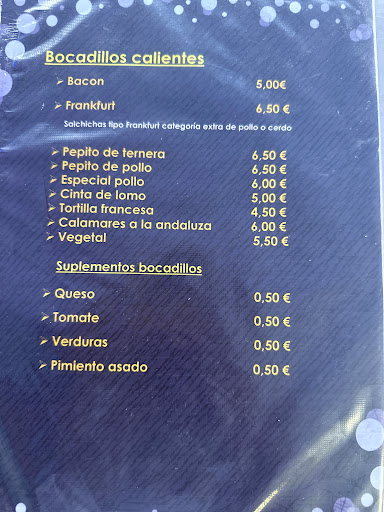 Bocadillos calientes
➢ Bacon 5,00€
➢ Frankfurt 6,50 €
Salchichas tipo Frankfurt categoría extra de pollo o cerdo
➢ Pepito de ternera 6,50 €
➢ Pepito de pollo 6,50 €
➢ Especial pollo 6,00 €
➢ Cinta de lomo 5,00 €
➢ Tortilla francesa 4,50 €
➢ Calamares a la andaluza 6,00 €
➢ Vegetal 5,50 €
Suplementos bocadillos
➢ Queso 0,50 €
➢ Tomate 0,50 €
➢ Verduras 0,50 €
➢ Pimiento asado 0,50 €